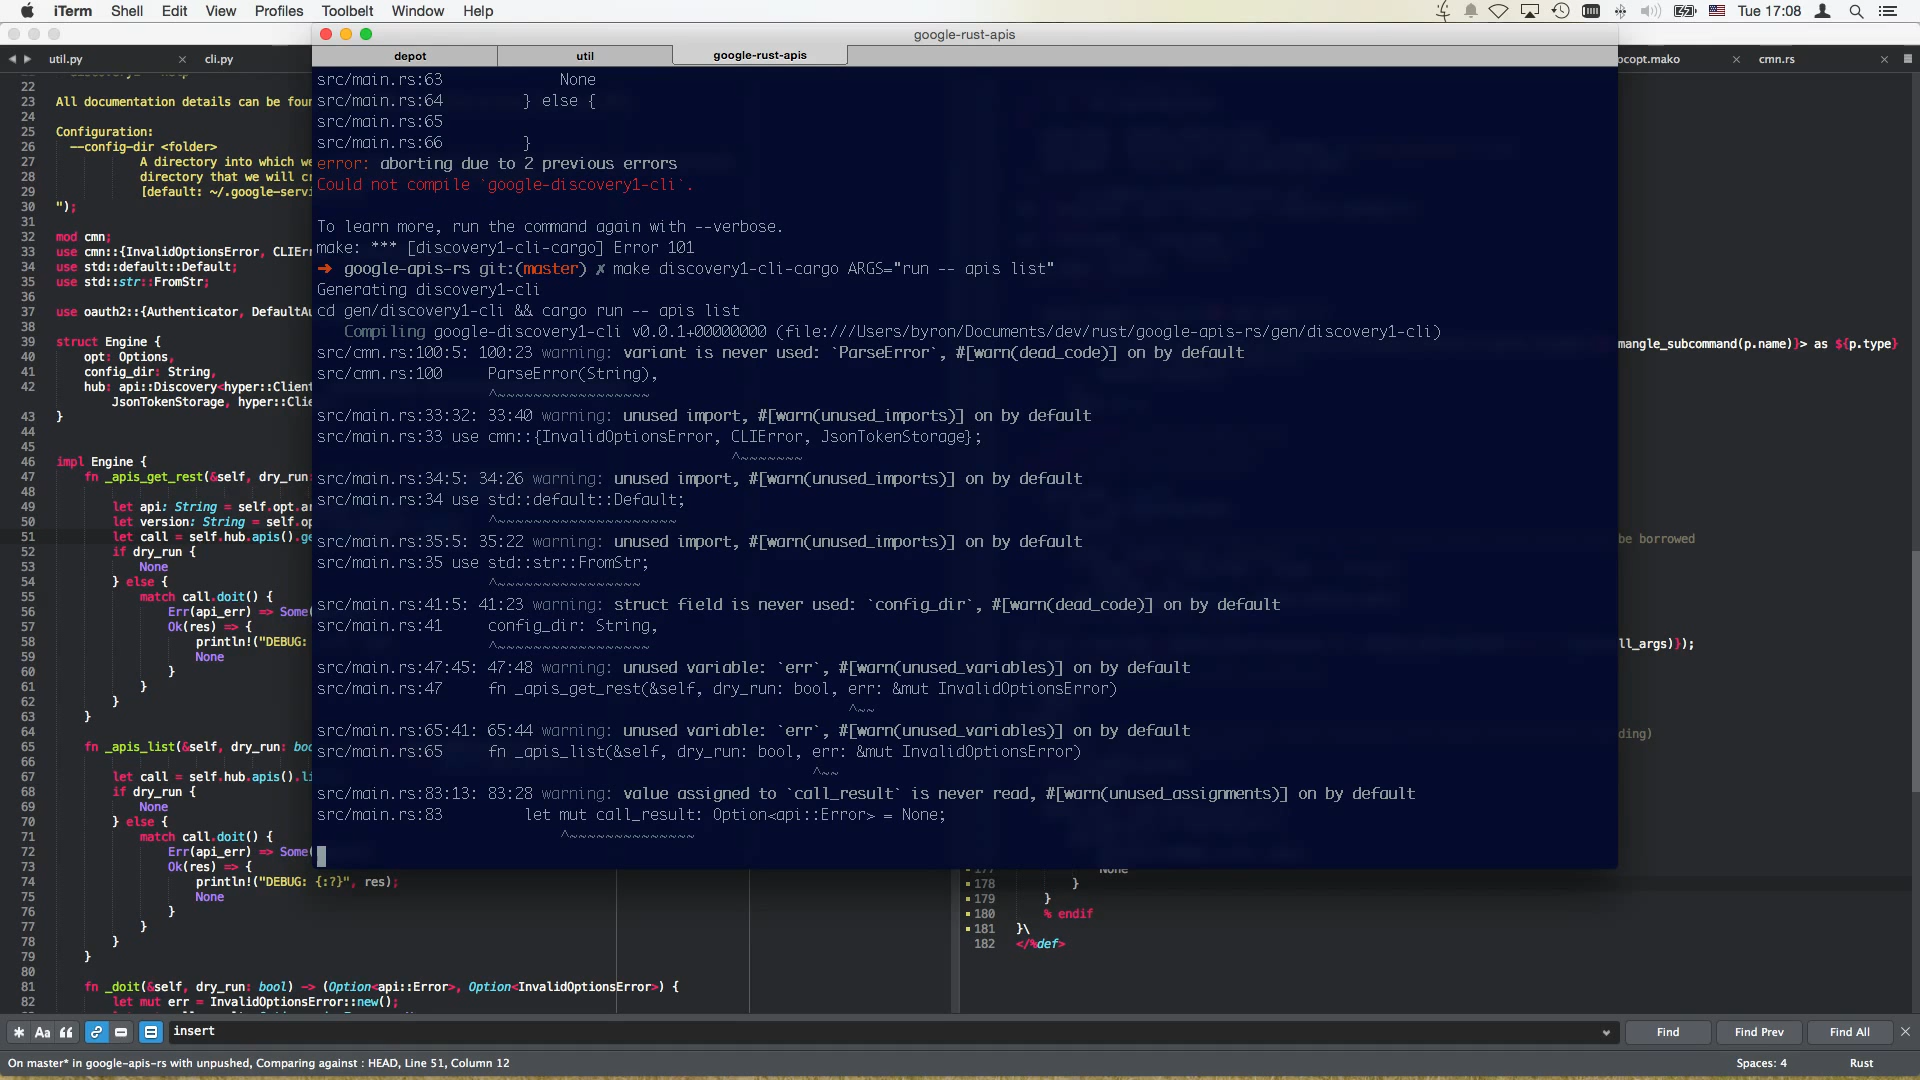 iTerm Shell Edit View Profiles Toolbelt Window Help Tue 17:08
google-rust-apis
util.py cli.py
depot util google-rust-apis
ocopt.mako cmn.rs
22
23 All documentation details can be four
24
25 Configuration:
26 --config-dir <folder>
27 A directory into which we
28 directory that we will cr
29 [default: ~/.google-servi
30 ");
31
32 mod cmn;
33 use cmn::{InvalidOptionsError, CLIErr
34 use std::default::Default;
35 use std::str::FromStr;
36
37 use oauth2::{Authenticator, DefaultAu
38
39 struct Engine {
40 opt: Options,
41 config_dir: String,
42 hub: api::Discovery<hyper::Client
JsonTokenStorage, hyper::Clie
43 }
44
45
46 impl Engine {
47 fn _apis_get_rest(&self, dry_run:
48
49 let api: String = self.opt.ar
50 let version: String = self.op
51 let call = self.hub.apis().ge
52 if dry_run {
53 None
54 } else {
55 match call.doit() {
56 Err(api_err) => Some(
57 Ok(res) => {
58 println!("DEBUG:
59 None
60 }
61 }
62 }
63 }
64
65 fn _apis_list(&self, dry_run: boo
66
67 let call = self.hub.apis().li
68 if dry_run {
69 None
70 } else {
71 match call.doit() {
72 Err(api_err) => Some(
73 Ok(res) => {
74 println!("DEBUG: {:?}", res);
75 None
76 }
77 }
78 }
79 }
80
81 fn _doit(&self, dry_run: bool) -> (Option<api::Error>, Option<InvalidOptionsError>) {
82 let mut err = InvalidOptionsError::new();
src/main.rs:63 None
src/main.rs:64 } else {
src/main.rs:65
src/main.rs:66 }
error: aborting due to 2 previous errors
Could not compile `google-discovery1-cli`.
To learn more, run the command again with --verbose.
make: *** [discovery1-cli-cargo] Error 101
➜ google-apis-rs git:(master) ✗ make discovery1-cli-cargo ARGS="run -- apis list"
Generating discovery1-cli
cd gen/discovery1-cli && cargo run -- apis list
Compiling google-discovery1-cli v0.0.1+00000000 (file:///Users/byron/Documents/dev/rust/google-apis-rs/gen/discovery1-cli)
src/cmn.rs:100:5: 100:23 warning: variant is never used: `ParseError`, #[warn(dead_code)] on by default
src/cmn.rs:100 ParseError(String),
^~~~~~~~~~~~~~~~~~
src/main.rs:33:32: 33:40 warning: unused import, #[warn(unused_imports)] on by default
src/main.rs:33 use cmn::{InvalidOptionsError, CLIError, JsonTokenStorage};
^~~~~~~~
src/main.rs:34:5: 34:26 warning: unused import, #[warn(unused_imports)] on by default
src/main.rs:34 use std::default::Default;
^~~~~~~~~~~~~~~~~~~~~
src/main.rs:35:5: 35:22 warning: unused import, #[warn(unused_imports)] on by default
src/main.rs:35 use std::str::FromStr;
^~~~~~~~~~~~~~~~~
src/main.rs:41:5: 41:23 warning: struct field is never used: `config_dir`, #[warn(dead_code)] on by default
src/main.rs:41 config_dir: String,
^~~~~~~~~~~~~~~~~~
src/main.rs:47:45: 47:48 warning: unused variable: `err`, #[warn(unused_variables)] on by default
src/main.rs:47 fn _apis_get_rest(&self, dry_run: bool, err: &mut InvalidOptionsError)
^~~
src/main.rs:65:41: 65:44 warning: unused variable: `err`, #[warn(unused_variables)] on by default
src/main.rs:65 fn _apis_list(&self, dry_run: bool, err: &mut InvalidOptionsError)
^~~
src/main.rs:83:13: 83:28 warning: value assigned to `call_result` is never read, #[warn(unused_assignments)] on by default
src/main.rs:83 let mut call_result: Option<api::Error> = None;
^~~~~~~~~~~~~~~
mangle_subcommand(p.name)}> as ${p.type}
be borrowed
ll_args)});
ding)
177 None
178 }
179 }
180 % endif
181 }\
182 </%def>
insert Find Find Prev Find All
On master* in google-apis-rs with unpushed, Comparing against : HEAD, Line 51, Column 12 Spaces: 4 Rust